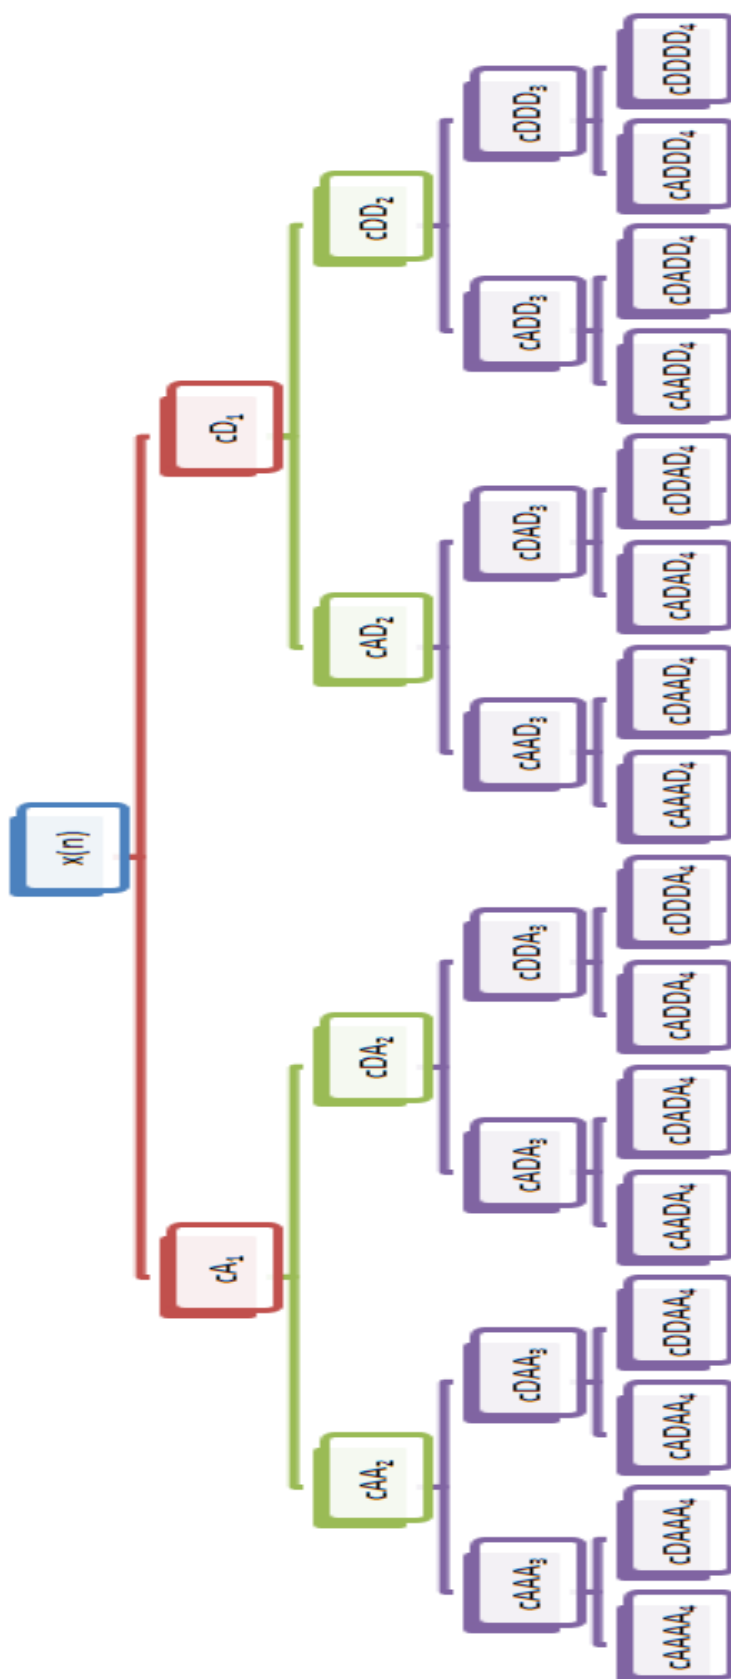 x(n)
cA₁
cD₁
cAA₂
cDA₂
cAD₂
cDD₂
cAAA₃
cDAA₃
cADA₃
cDDA₃
cAAD₃
cDAD₃
cADD₃
cDDD₃
cAAAA₄
cDAAA₄
cADAA₄
cDDAA₄
cAADA₄
cDADA₄
cADDA₄
cDDDA₄
cAAAD₄
cDAAD₄
cADAD₄
cDDAD₄
cAADD₄
cDADD₄
cADDD₄
cDDDD₄